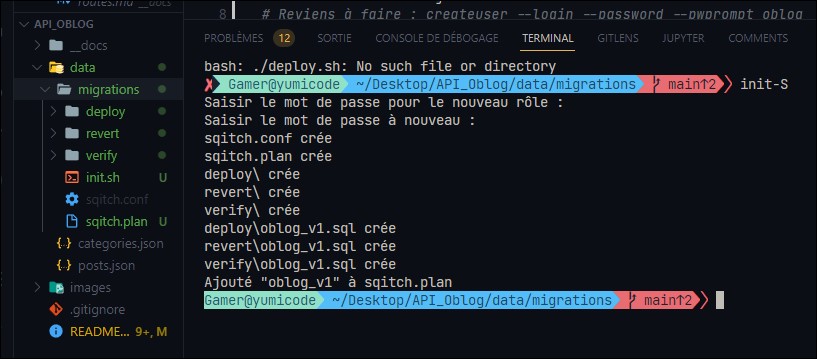 routes.md __docs
8 # Reviens à faire : createuser --login --password --pwprompt oblog
API_OBLOG
__docs
data
migrations
deploy
revert
verify
init.sh
sqitch.conf
sqitch.plan U
categories.json
posts.json
images
.gitignore
README... 9+, M
PROBLÈMES 12 SORTIE CONSOLE DE DÉBOGAGE TERMINAL GITLENS JUPYTER COMMENTS
bash: ./deploy.sh: No such file or directory
✗ Gamer@yumicode ~/Desktop/API_Oblog/data/migrations main↑2 init-S
Saisir le mot de passe pour le nouveau rôle :
Saisir le mot de passe à nouveau :
sqitch.conf crée
sqitch.plan crée
deploy\ crée
revert\ crée
verify\ crée
deploy\oblog_v1.sql crée
revert\oblog_v1.sql crée
verify\oblog_v1.sql crée
Ajouté "oblog_v1" à sqitch.plan
Gamer@yumicode ~/Desktop/API_Oblog/data/migrations main↑2